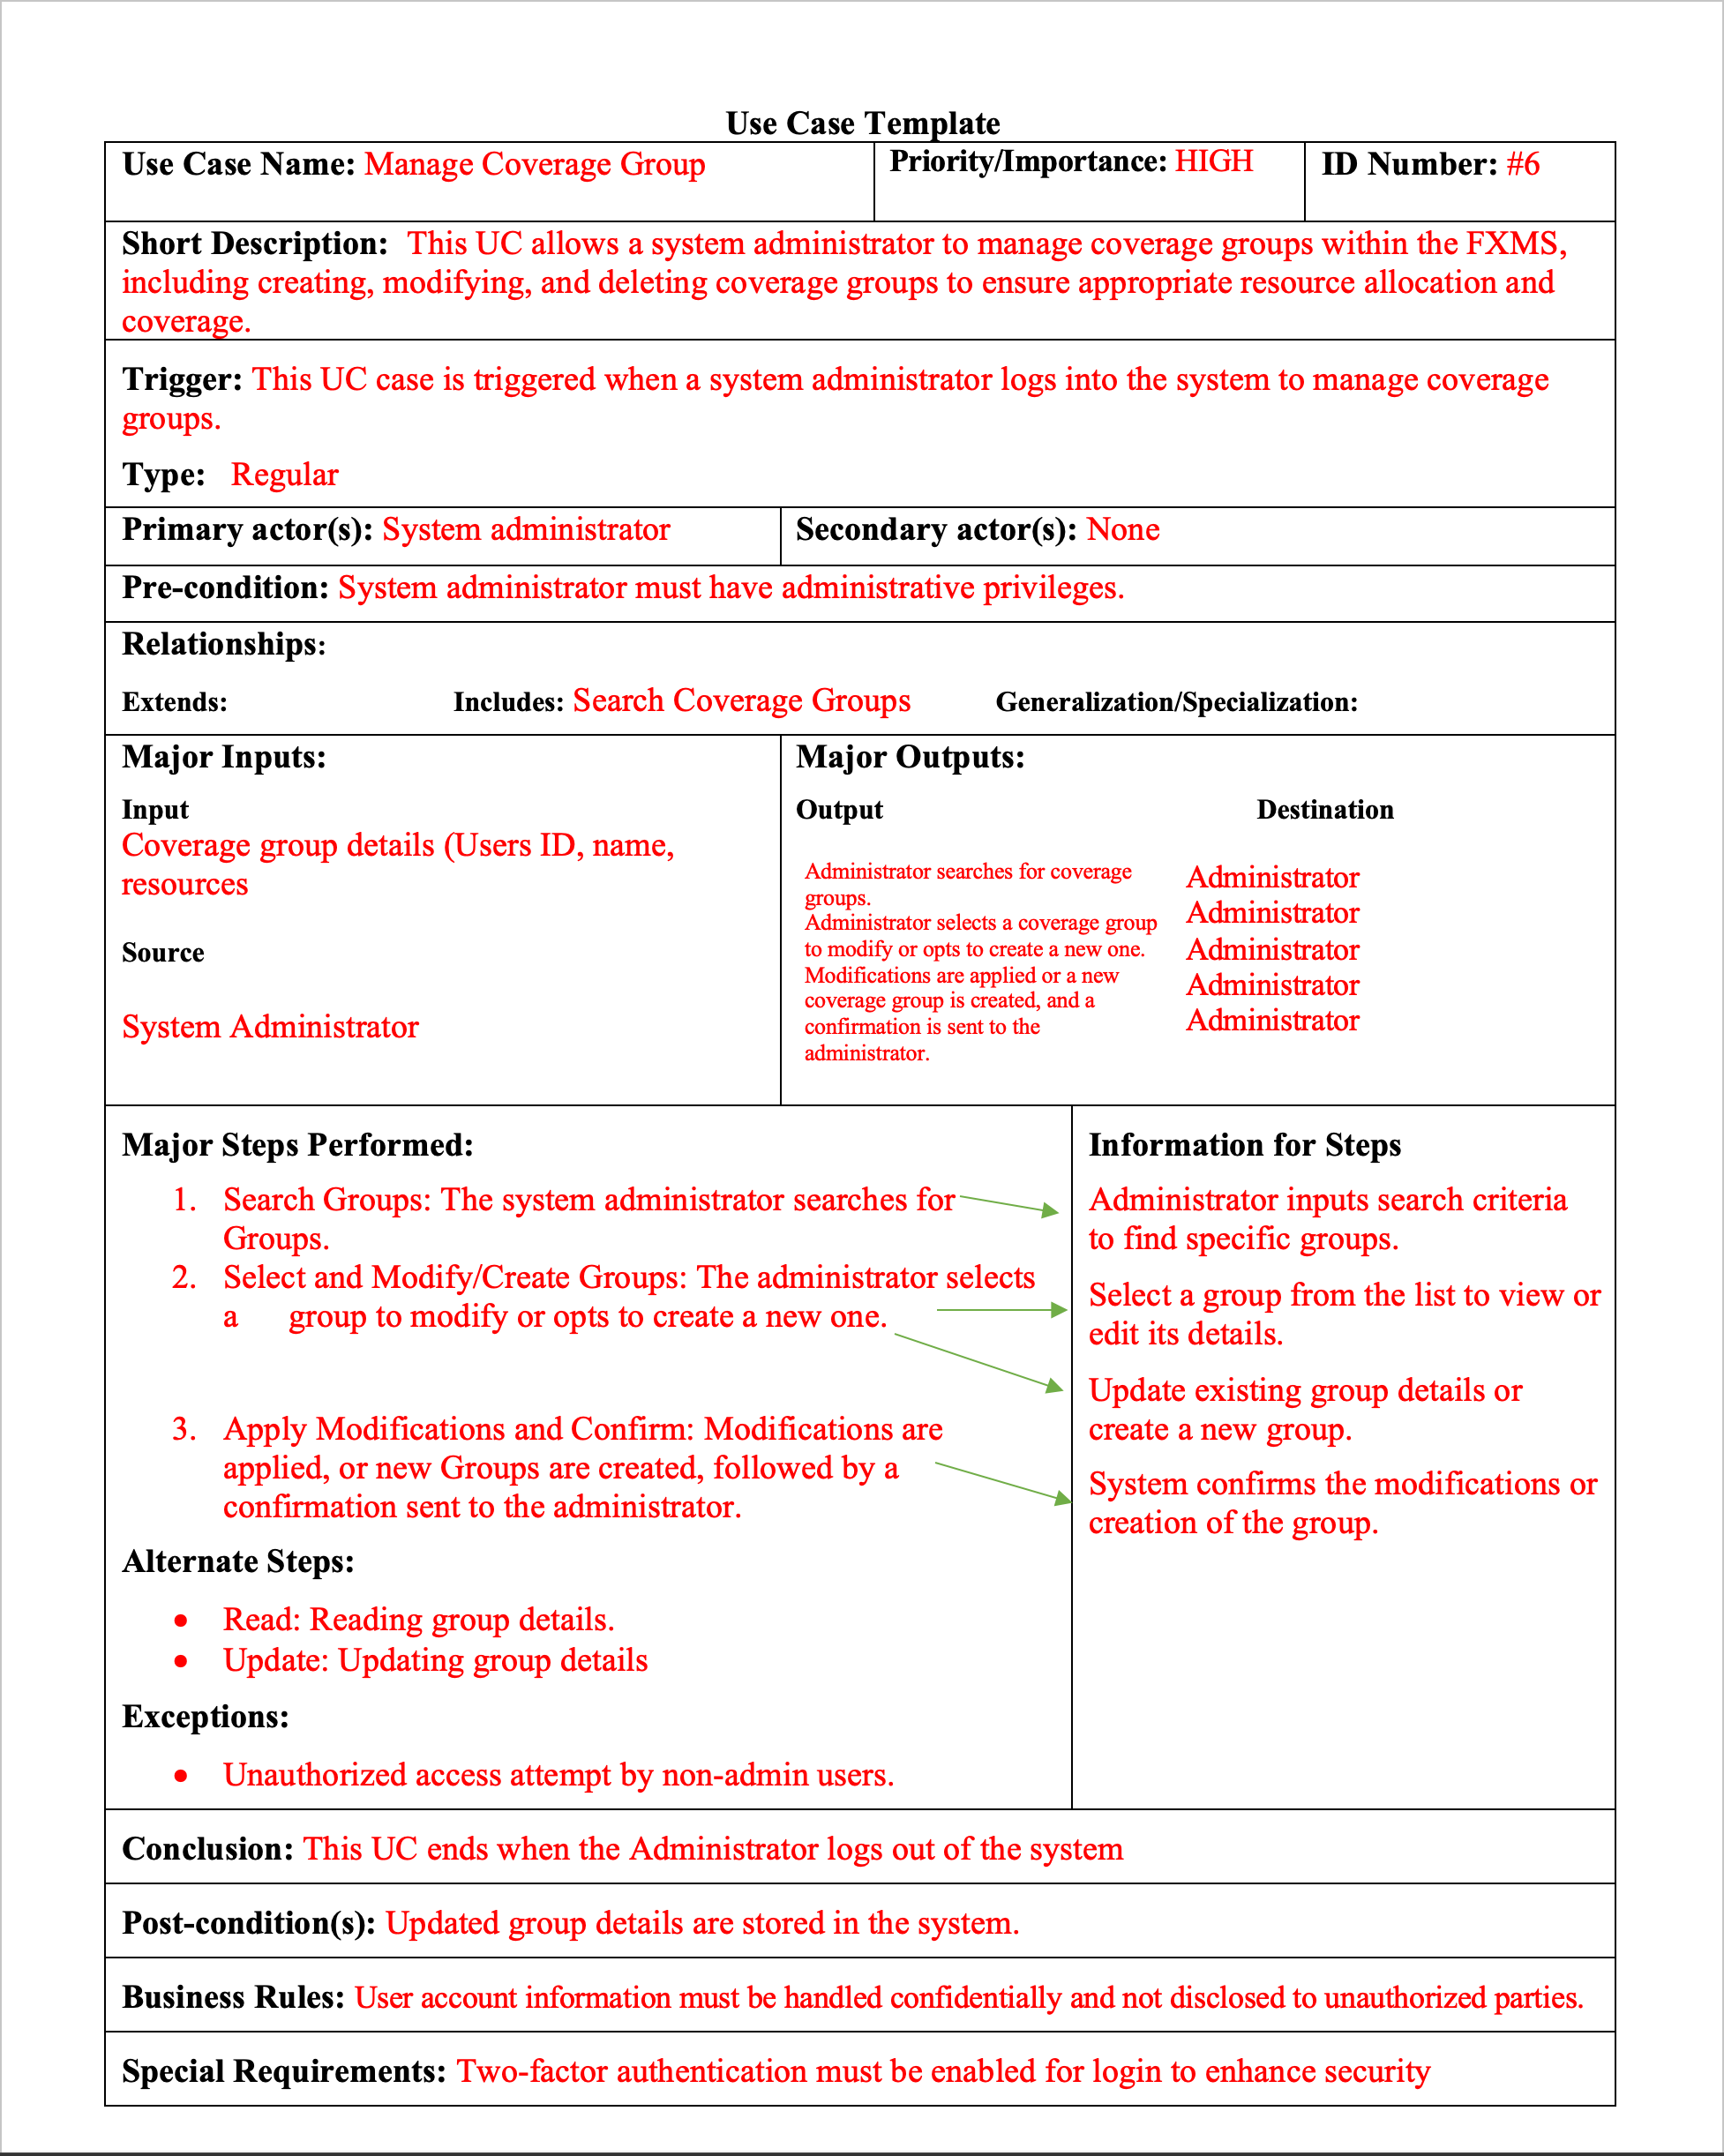 Use Case Template
Use Case Name: Manage Coverage Group
Priority/Importance: HIGH
ID Number: #6
Short Description: This UC allows a system administrator to manage coverage groups within the FXMS,
including creating, modifying, and deleting coverage groups to ensure appropriate resource allocation and
coverage.
Trigger: This UC case is triggered when a system administrator logs into the system to manage coverage
groups.
Type: Regular
Primary actor(s): System administrator
Secondary actor(s): None
Pre-condition: System administrator must have administrative privileges.
Relationships:
Extends: Includes: Search Coverage Groups Generalization/Specialization:
Major Inputs:
Input
Coverage group details (Users ID, name,
resources
Source
System Administrator
Major Outputs:
Output Destination
Administrator searches for coverage
groups.
Administrator selects a coverage group
to modify or opts to create a new one.
Modifications are applied or a new
coverage group is created, and a
confirmation is sent to the
administrator.
Administrator
Administrator
Administrator
Administrator
Administrator
Major Steps Performed:
1. Search Groups: The system administrator searches for
Groups.
2. Select and Modify/Create Groups: The administrator selects
a group to modify or opts to create a new one.
3. Apply Modifications and Confirm: Modifications are
applied, or new Groups are created, followed by a
confirmation sent to the administrator.
Alternate Steps:
• Read: Reading group details.
• Update: Updating group details
Exceptions:
• Unauthorized access attempt by non-admin users.
Information for Steps
Administrator inputs search criteria
to find specific groups.
Select a group from the list to view or
edit its details.
Update existing group details or
create a new group.
System confirms the modifications or
creation of the group.
Conclusion: This UC ends when the Administrator logs out of the system
Post-condition(s): Updated group details are stored in the system.
Business Rules: User account information must be handled confidentially and not disclosed to unauthorized parties.
Special Requirements: Two-factor authentication must be enabled for login to enhance security